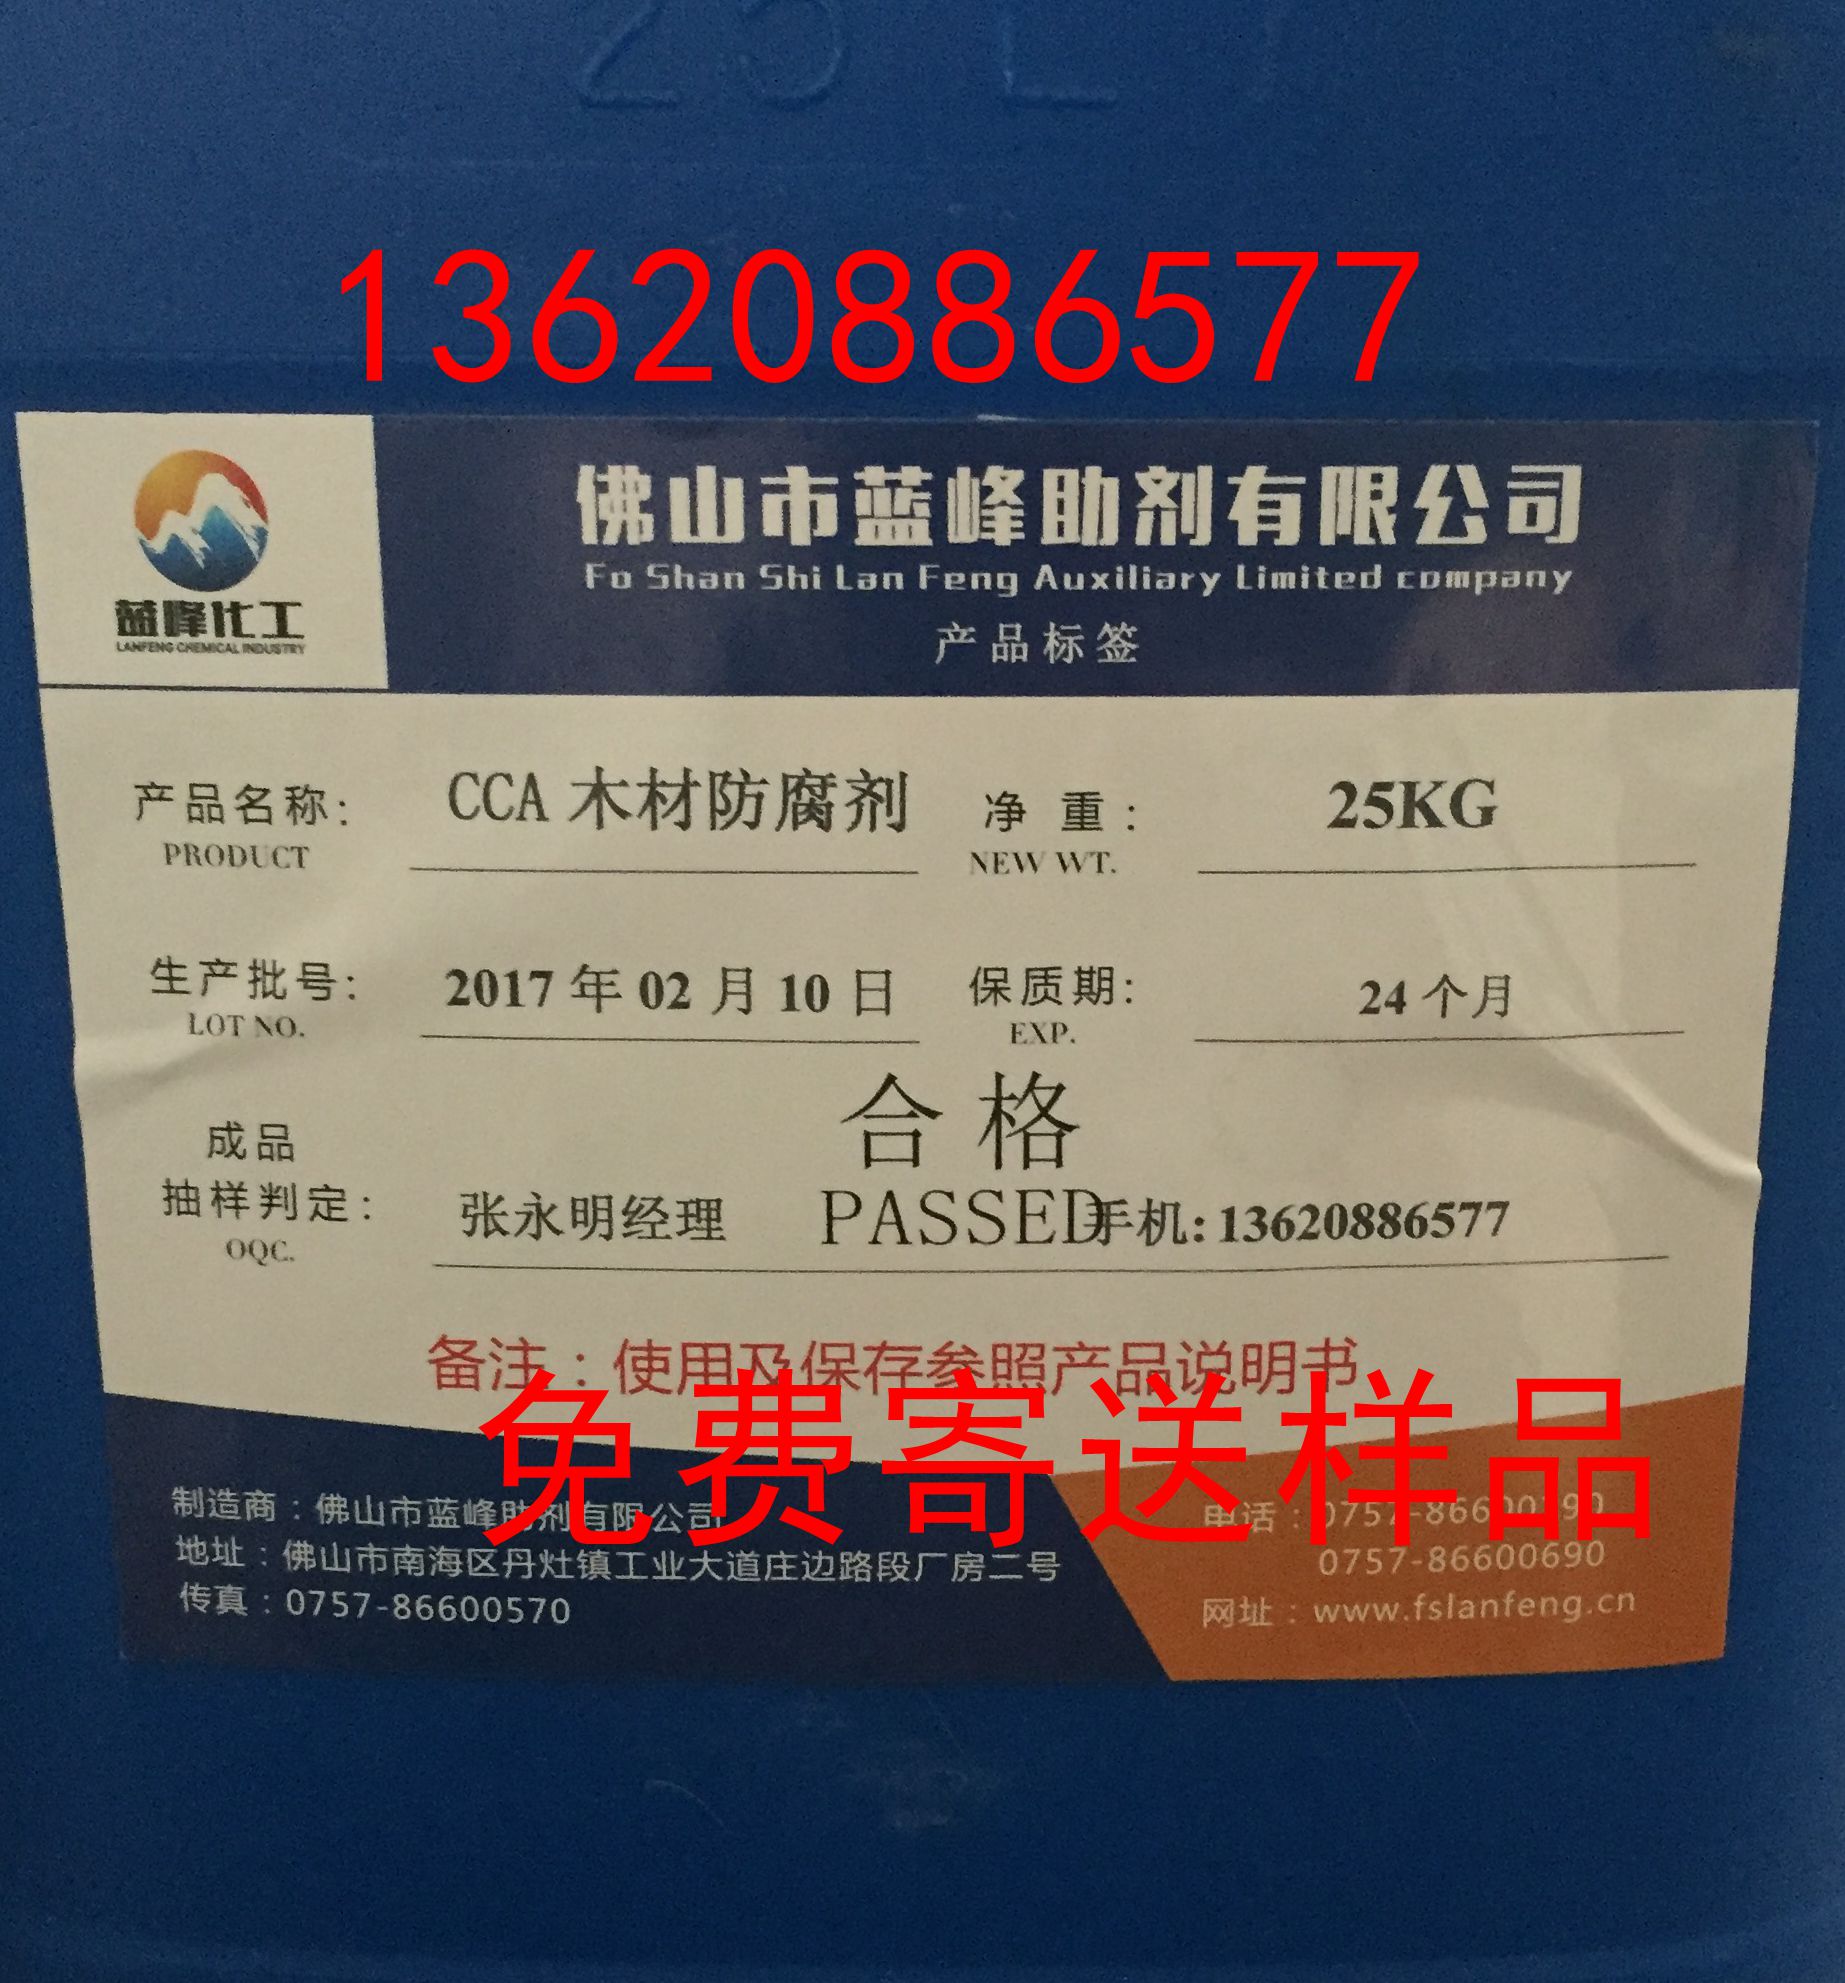 25L
13620886577
蓝峰化工
LANFENG CHEMICAL INDUSTRY
佛山市蓝峰助剂有限公司
Fo Shan Shi Lan Feng Auxiliary Limited company
产品标签
产品名称: CCA 木材防腐剂 净 重: 25KG
PRODUCT NEW WT.
生产批号: 2017年02月10日 保质期: 24个月
LOT NO. EXP.
合格
成品
抽样判定: 张永明经理 PASSED 手机:13620886577
OQC.
备注:使用及保存参照产品说明书
免费寄送样品
制造商:佛山市蓝峰助剂有限公司
地址:佛山市南海区丹灶镇工业大道庄边路段厂房二号
传真:0757-86600570
电话:
0757-86600690
网址:www.fslanfeng.cn